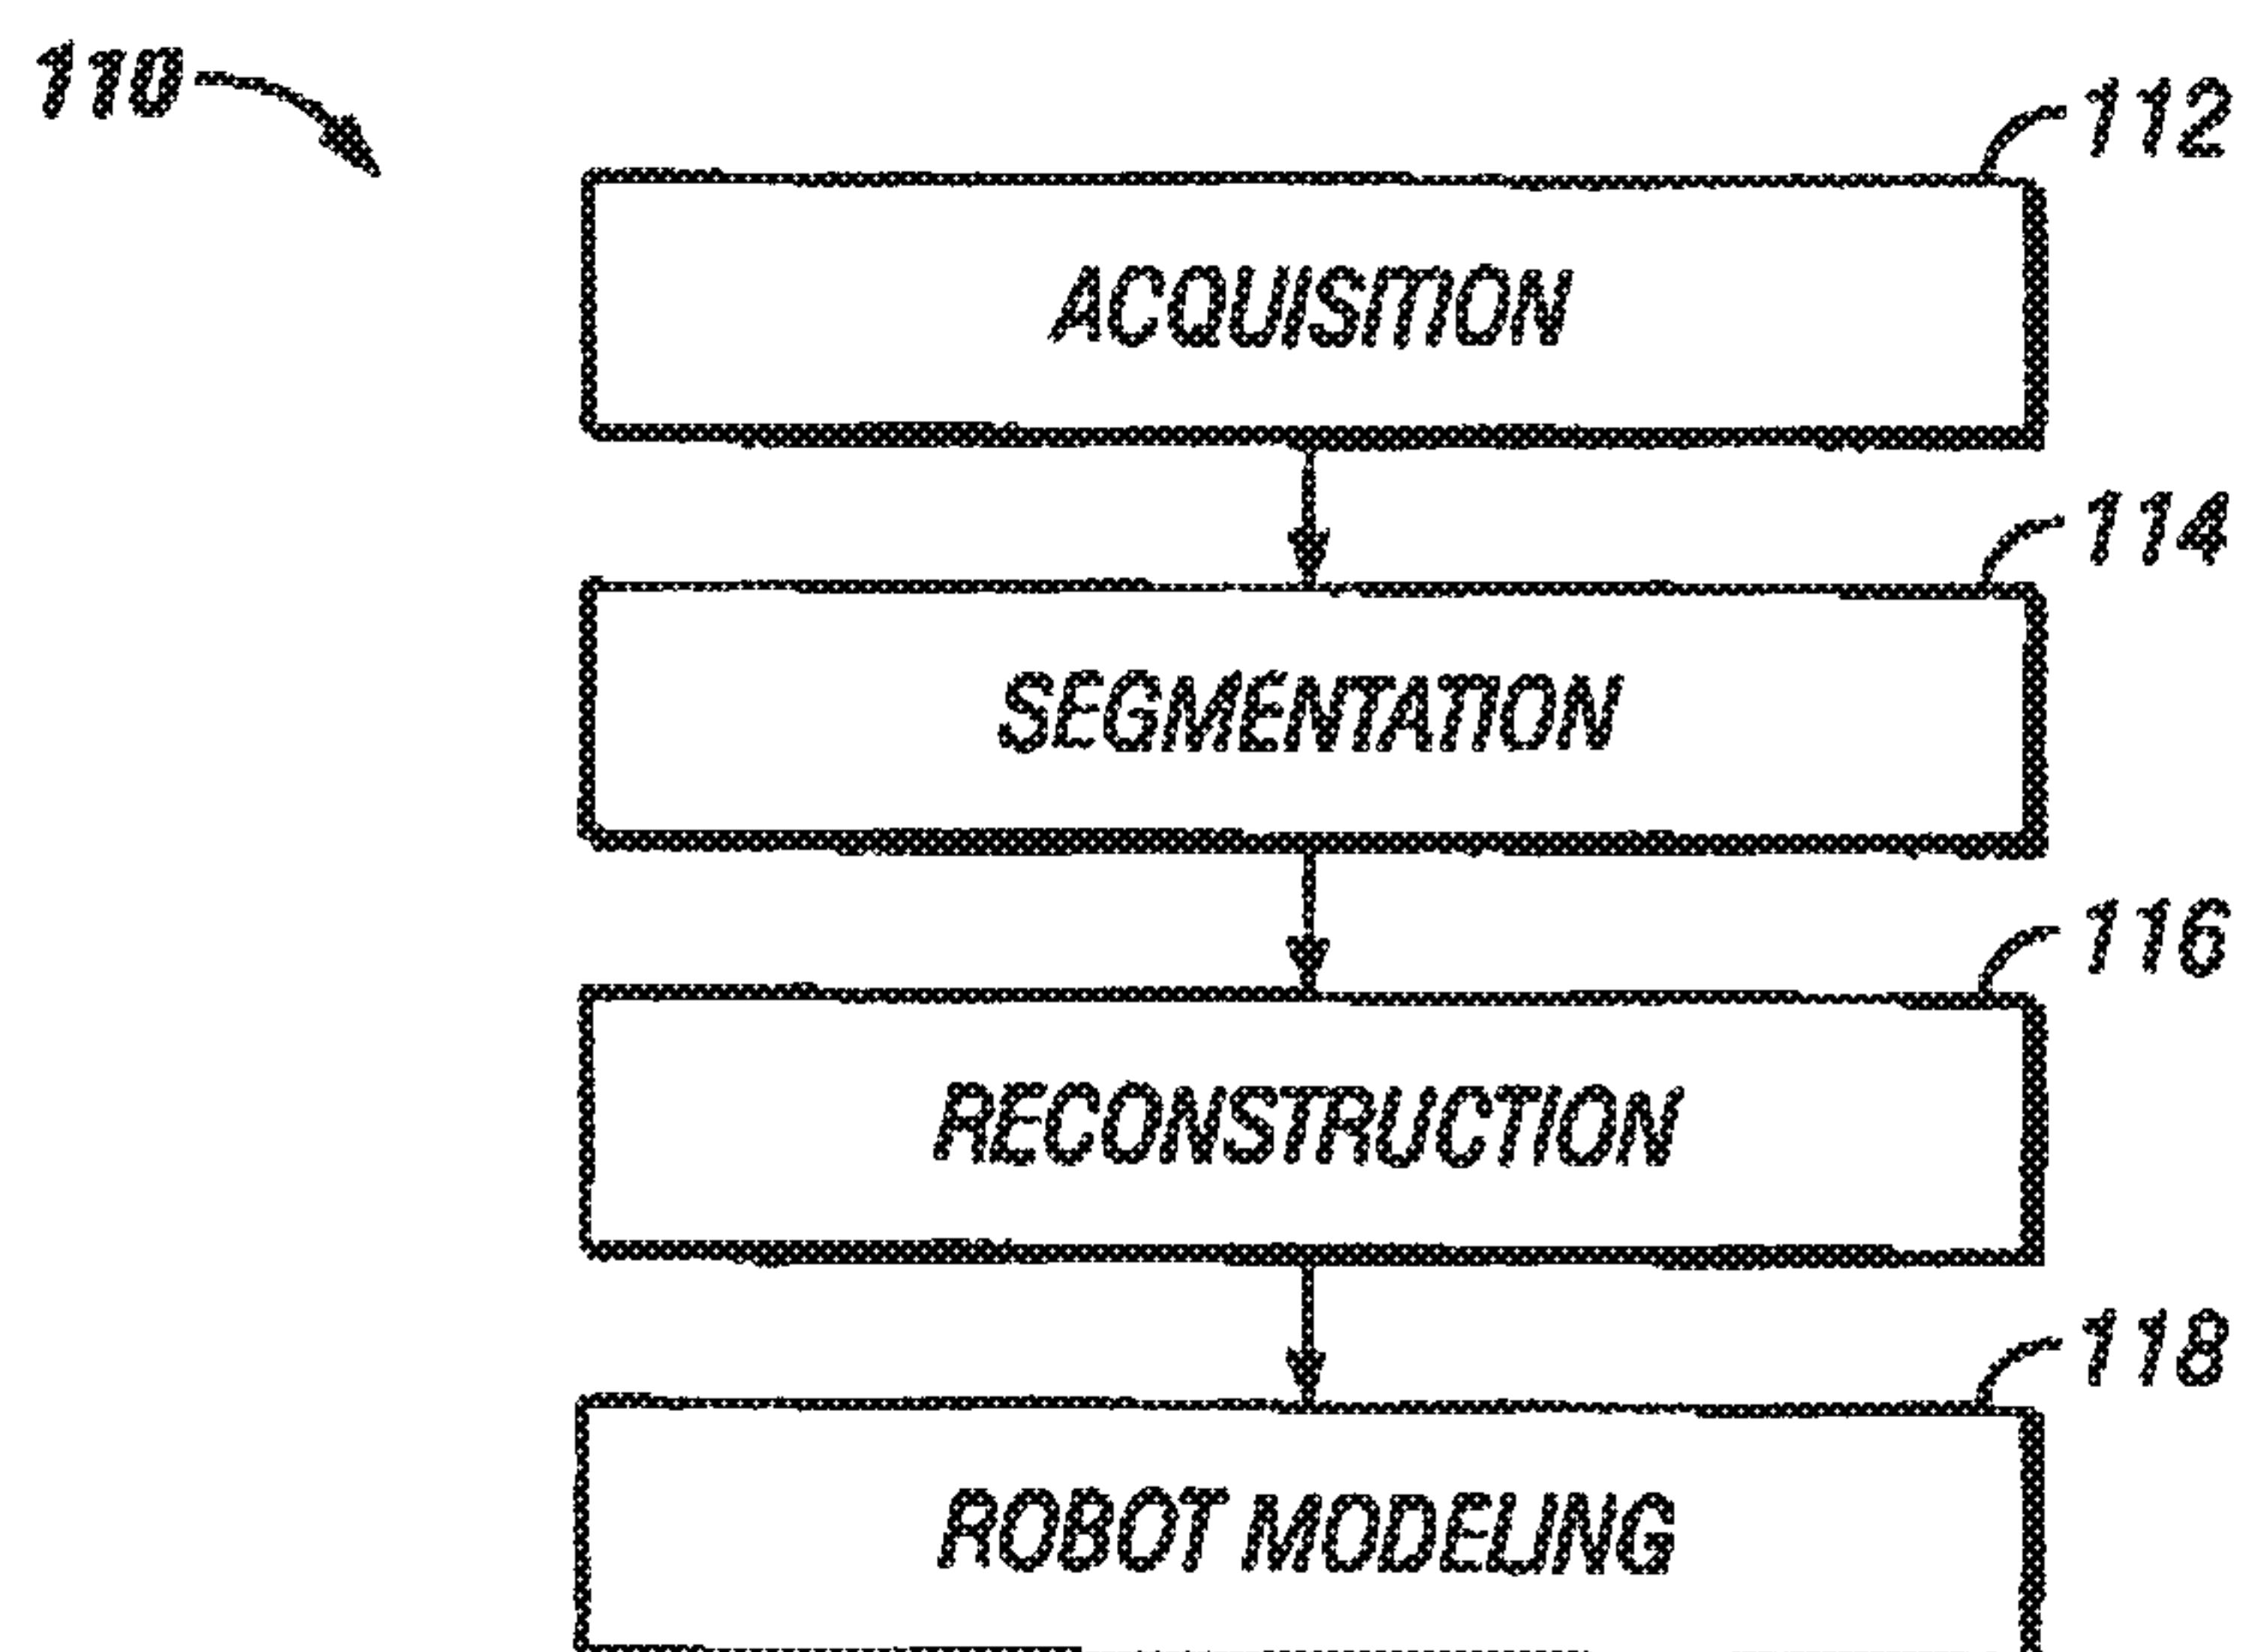 110
112
ACQUISITION
114
SEGMENTATION
116
RECONSTRUCTION
118
ROBOT MODELING